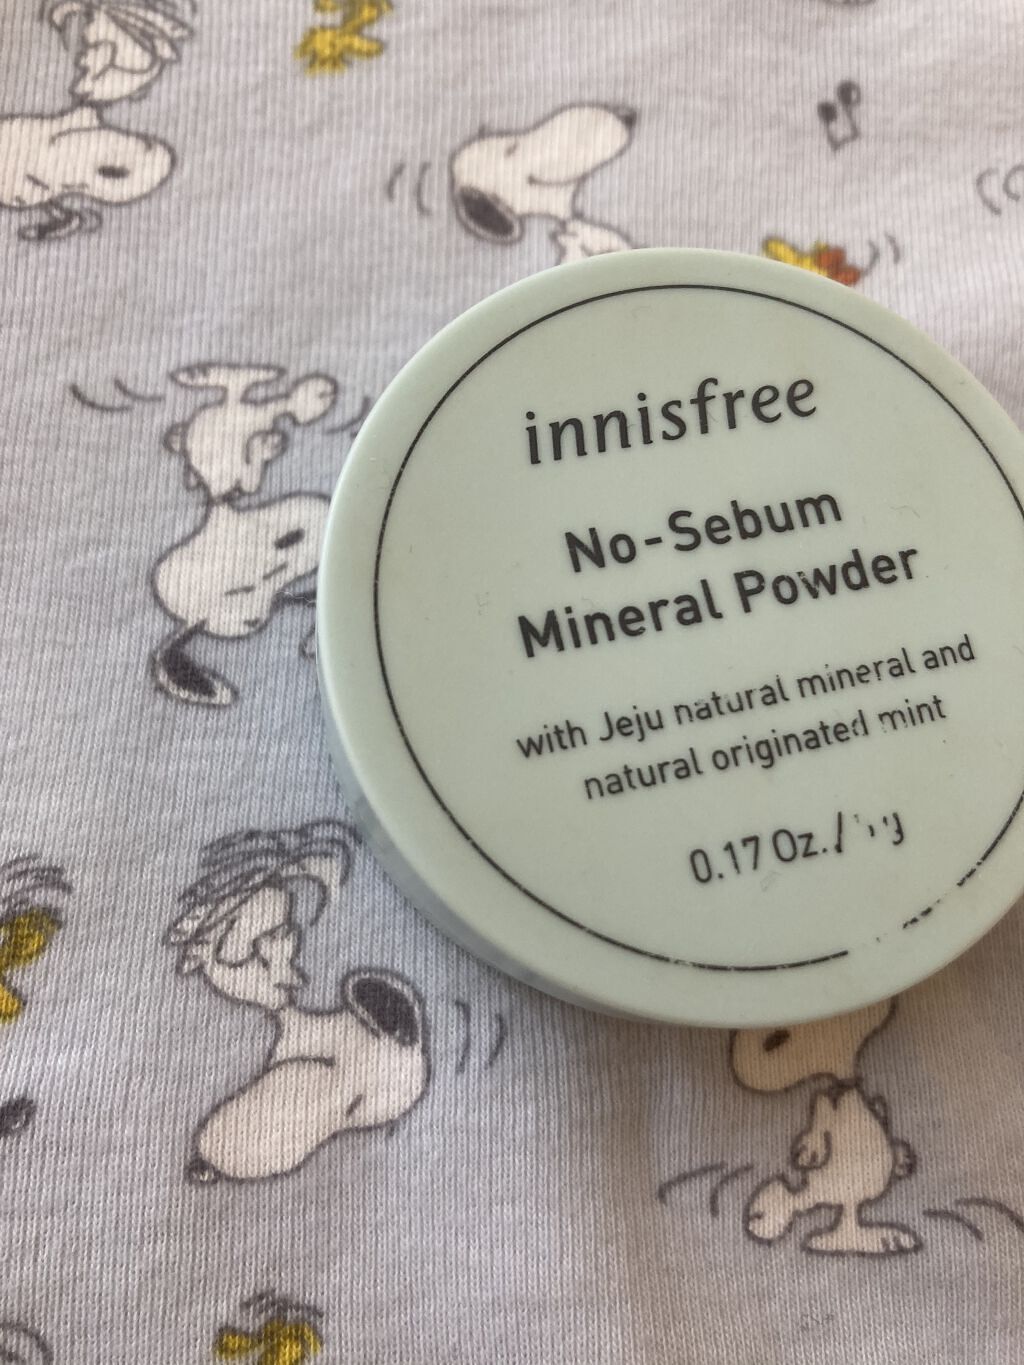 innisfree
No-Sebum
Mineral Powder
with Jeju natural mineral and
natural originated mint
0.17 Oz./